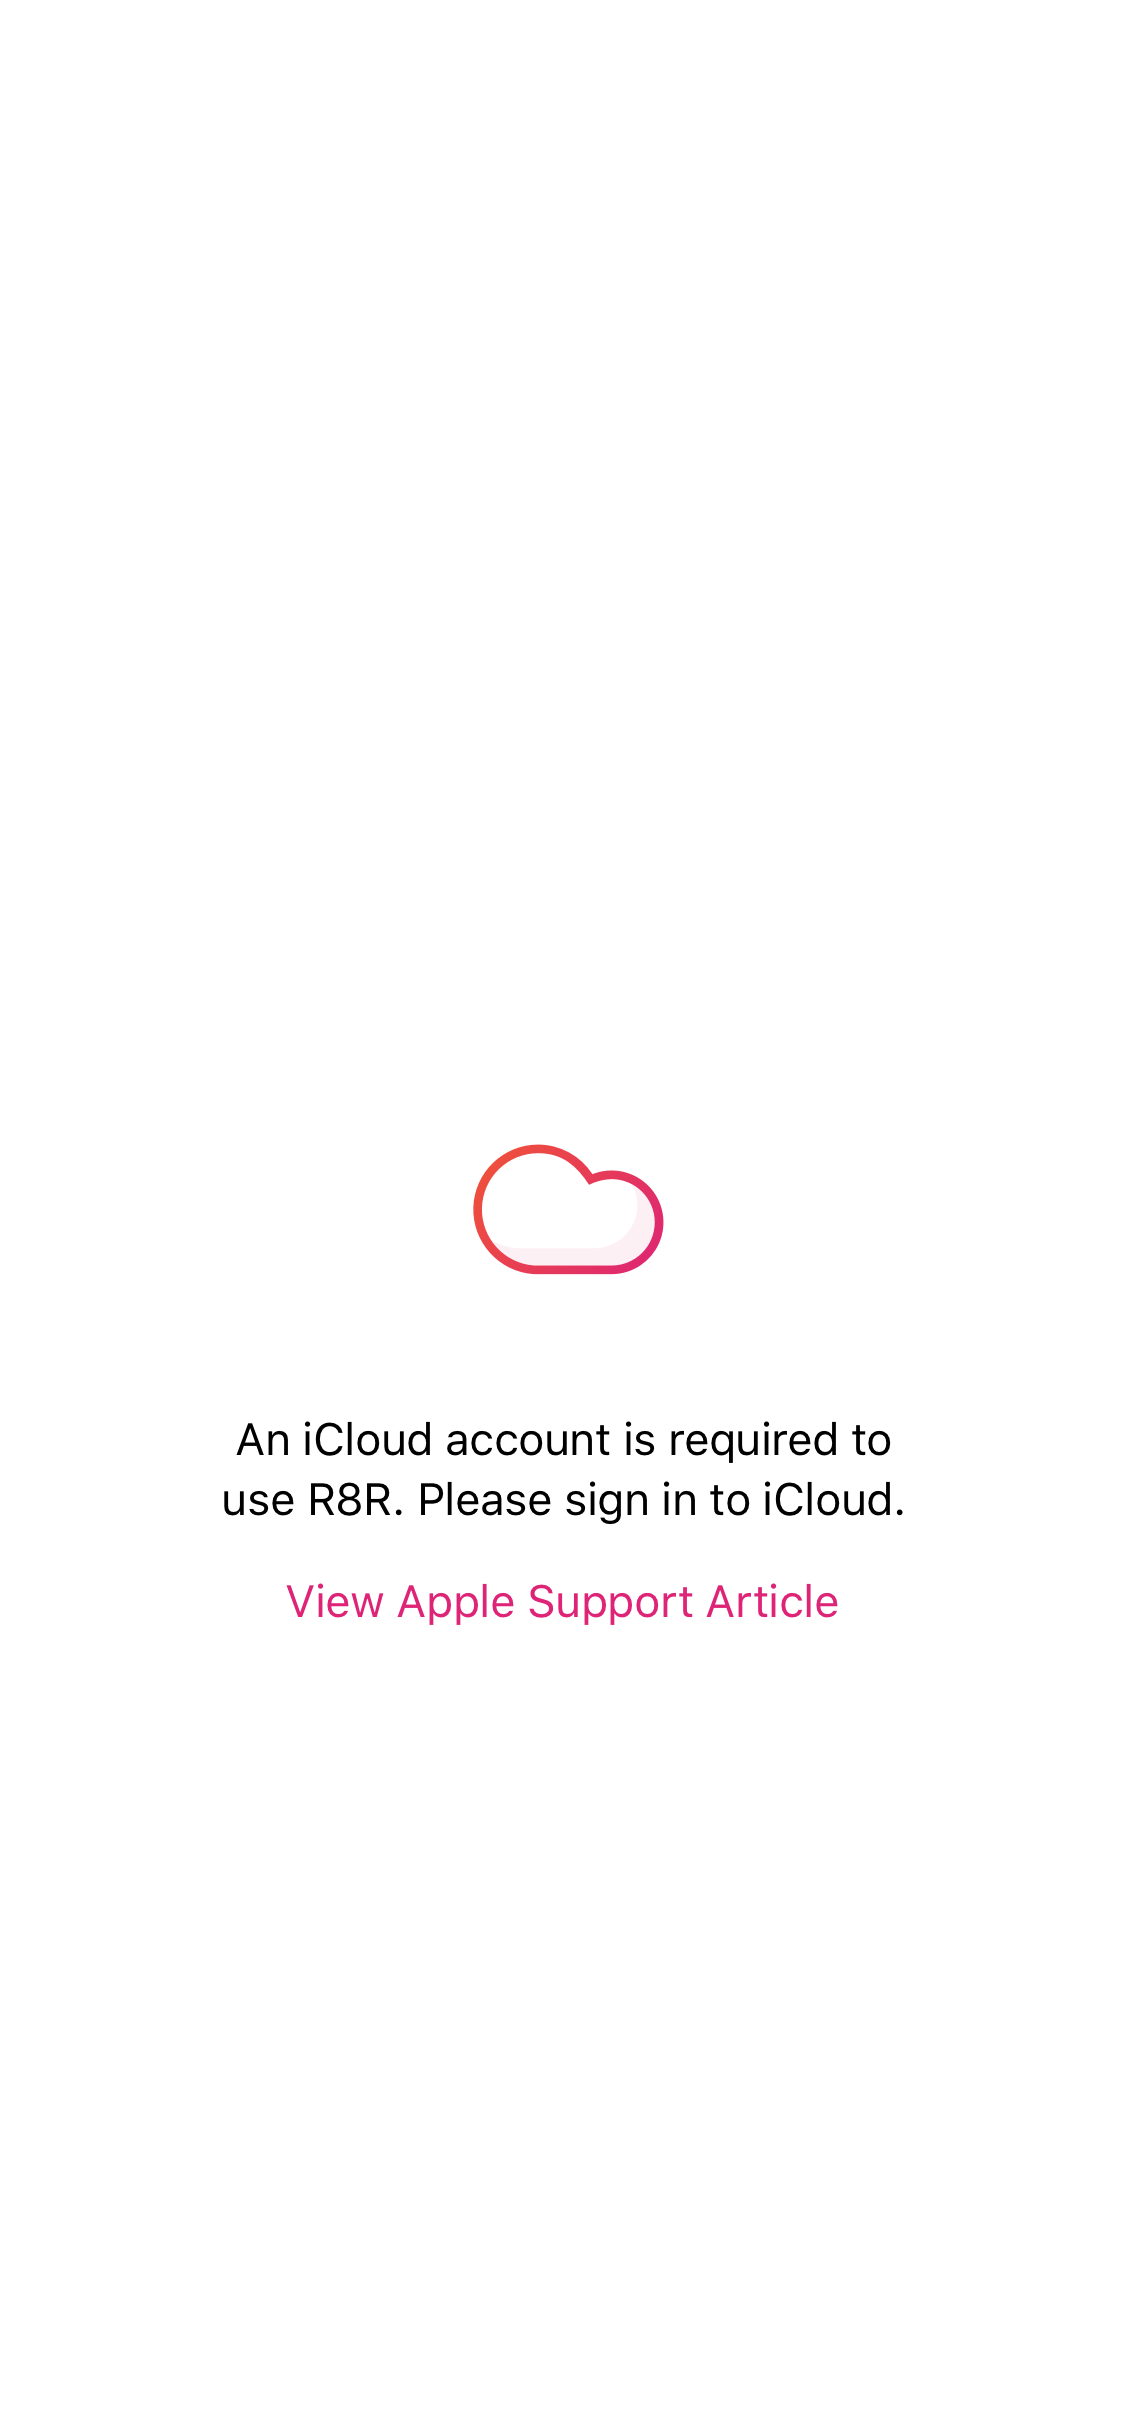 An iCloud account is required to
use R8R. Please sign in to iCloud.
View Apple Support Article